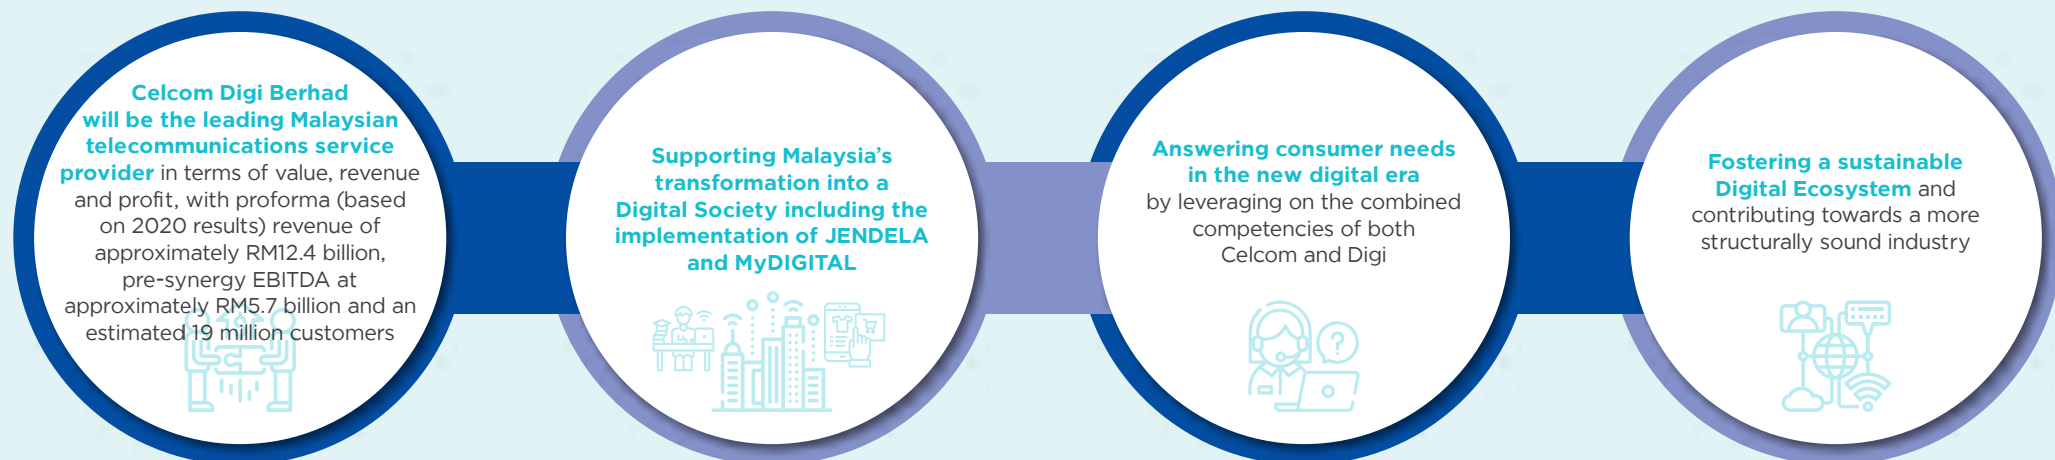 Celcom Digi Berhad
will be the leading Malaysian
telecommunications service
provider in terms of value, revenue
and profit, with proforma (based
on 2020 results) revenue of
approximately RM12.4 billion,
pre-synergy EBITDA at
approximately RM5.7 billion and an
estimated 19 million customers
Supporting Malaysia’s
transformation into a
Digital Society including the
implementation of JENDELA
and MyDIGITAL
Answering consumer needs
in the new digital era
by leveraging on the combined
competencies of both
Celcom and Digi
?
Fostering a sustainable
Digital Ecosystem and
contributing towards a more
structurally sound industry